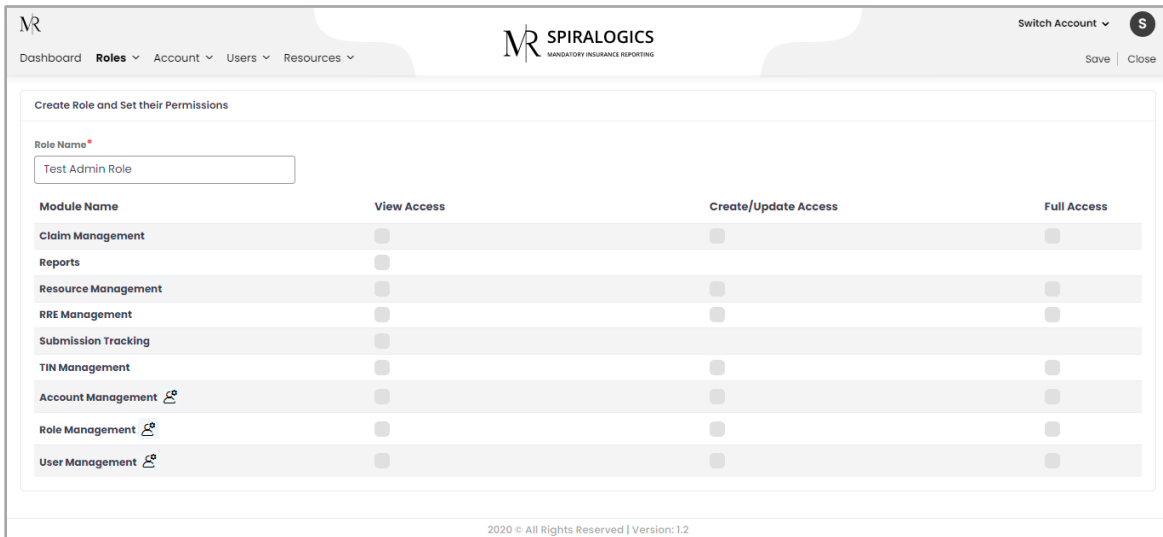 MR
Switch Account
S
MR SPIRALOGICS
MANDATORY INSURANCE REPORTING
Dashboard Roles Account Users Resources
Save | Close
Create Role and Set their Permissions
Role Name*
Test Admin Role
Module Name View Access Create/Update Access Full Access
Claim Management
Reports
Resource Management
RRE Management
Submission Tracking
TIN Management
Account Management
Role Management
User Management
2020 © All Rights Reserved | Version: 1.2